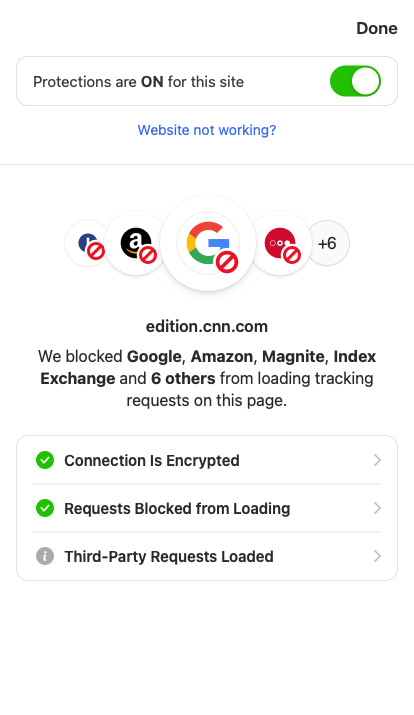 Done
Protections are ON for this site
Website not working?
+6
edition.cnn.com
We blocked Google, Amazon, Magnite, Index
Exchange and 6 others from loading tracking
requests on this page.
Connection Is Encrypted
Requests Blocked from Loading
Third-Party Requests Loaded